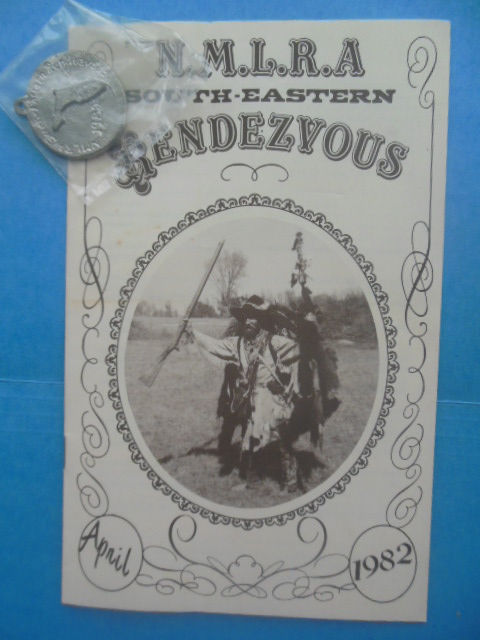 N.M.L.R.A
SOUTH-EASTERN
RENDEZVOUS
April
1982